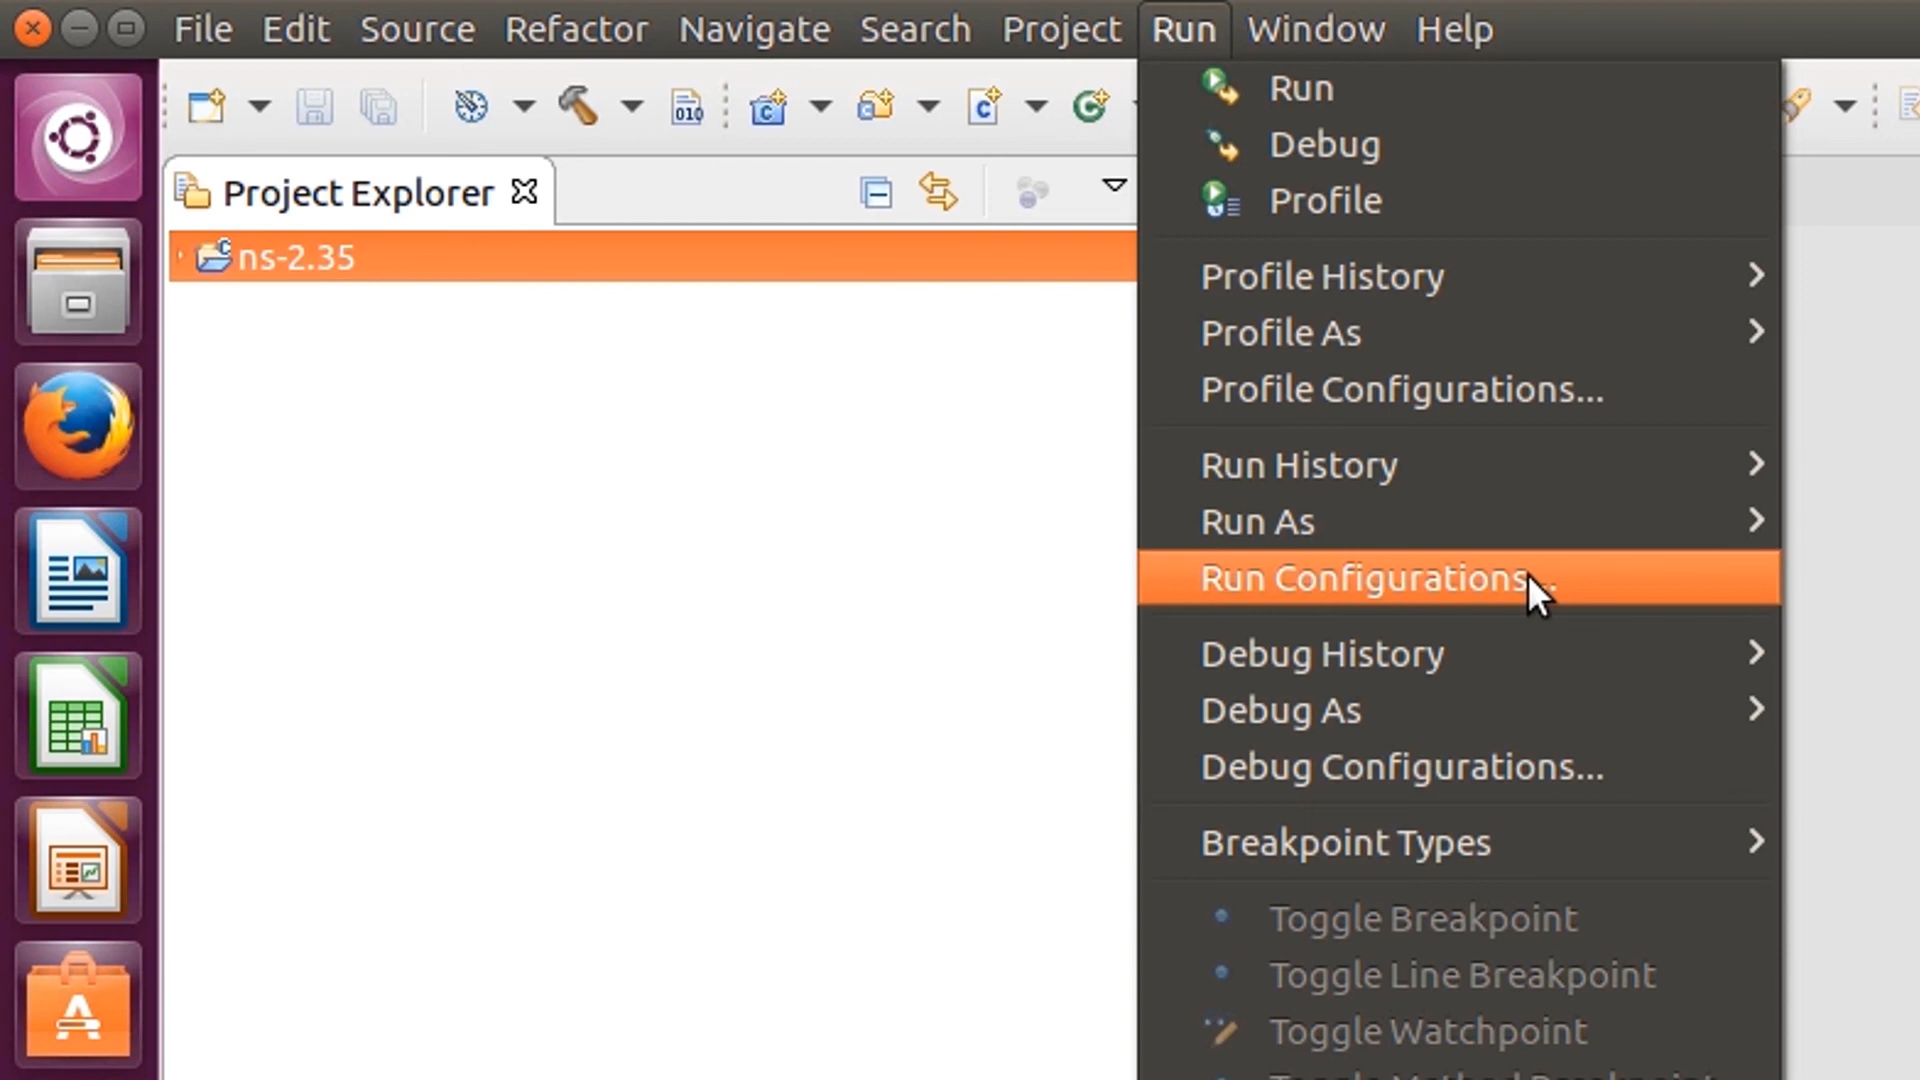 File Edit Source Refactor Navigate Search Project Run Window Help
010
Project Explorer
ns-2.35
Run
Debug
Profile
Profile History
Profile As
Profile Configurations...
Run History
Run As
Run Configurations...
Debug History
Debug As
Debug Configurations...
Breakpoint Types
Toggle Breakpoint
Toggle Line Breakpoint
Toggle Watchpoint